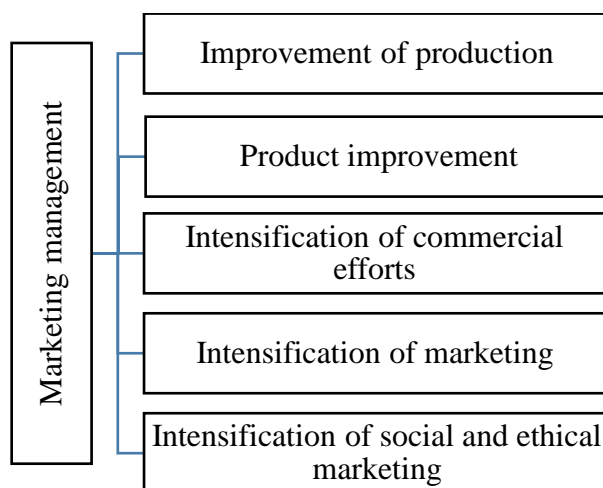 Marketing management
Improvement of production
Product improvement
Intensification of commercial
efforts
Intensification of marketing
Intensification of social and ethical
marketing